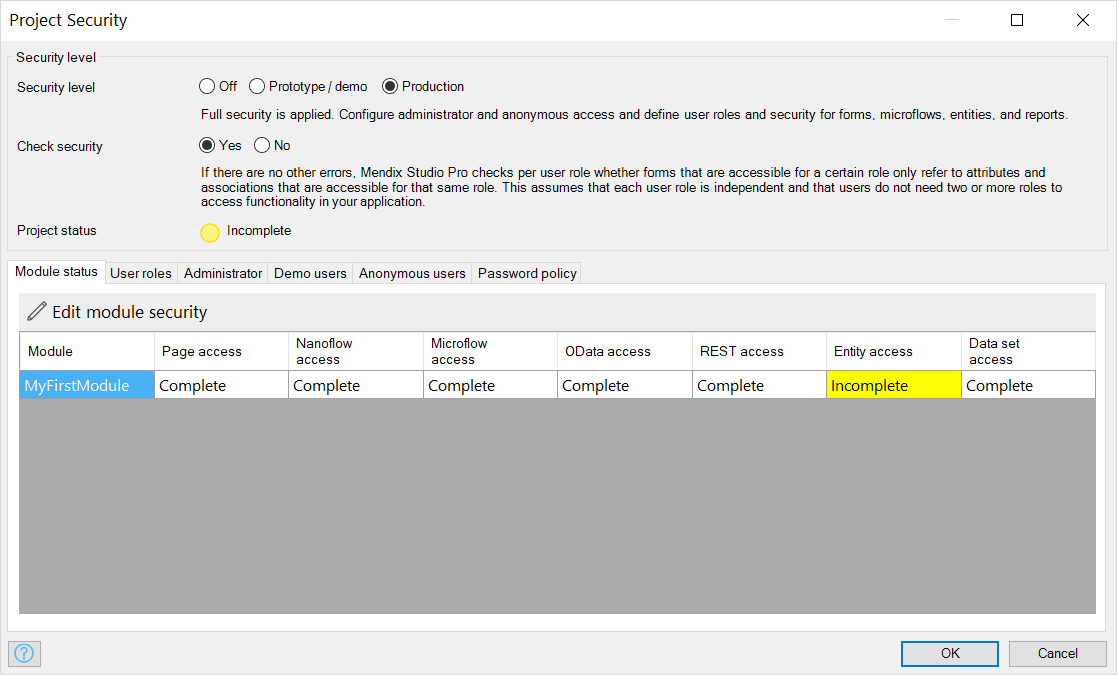 Project Security
Security level
Security level
Off
Prototype / demo
Production
Full security is applied. Configure administrator and anonymous access and define user roles and security for forms, microflows, entities, and reports.
Check security
Yes
No
If there are no other errors, Mendix Studio Pro checks per user role whether forms that are accessible for a certain role only refer to attributes and
associations that are accessible for that same role. This assumes that each user role is independent and that users do not need two or more roles to
access functionality in your application.
Project status
Incomplete
Module status
User roles
Administrator
Demo users
Anonymous users
Password policy
Edit module security
Module
Page access
Nanoflow
access
Microflow
access
OData access
REST access
Entity access
Data set
access
MyFirstModule
Complete
Complete
Complete
Complete
Complete
Incomplete
Complete
?
OK
Cancel